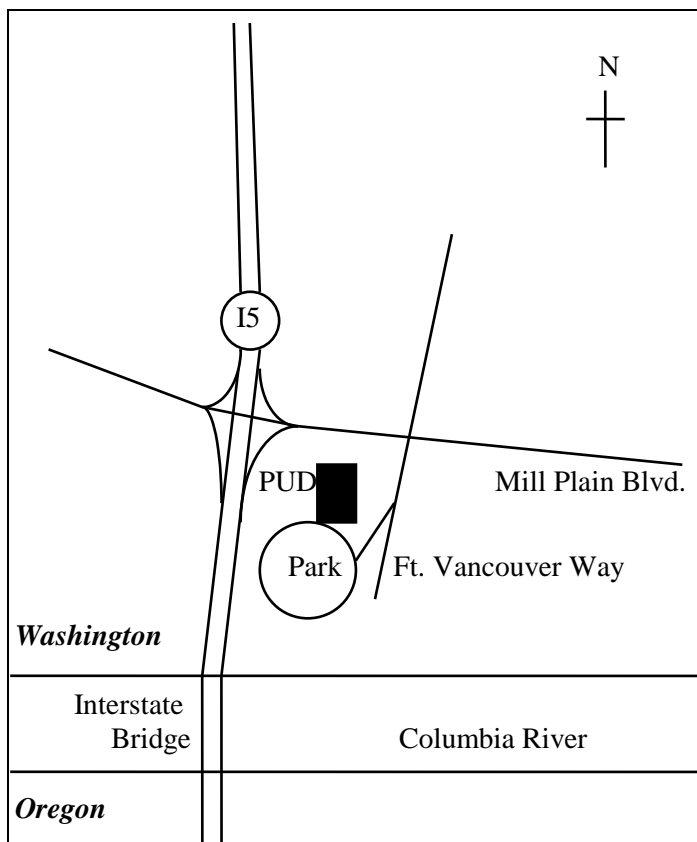 N
I5
PUD
Mill Plain Blvd.
Park
Ft. Vancouver Way
Washington
Interstate
Bridge
Columbia River
Oregon